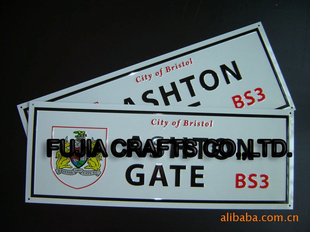 City of Bristol
ASHTON
BS3
City of Bristol
FUJIA CRAFTS CO., LTD.
GATE
BS3
alibaba.com.cn